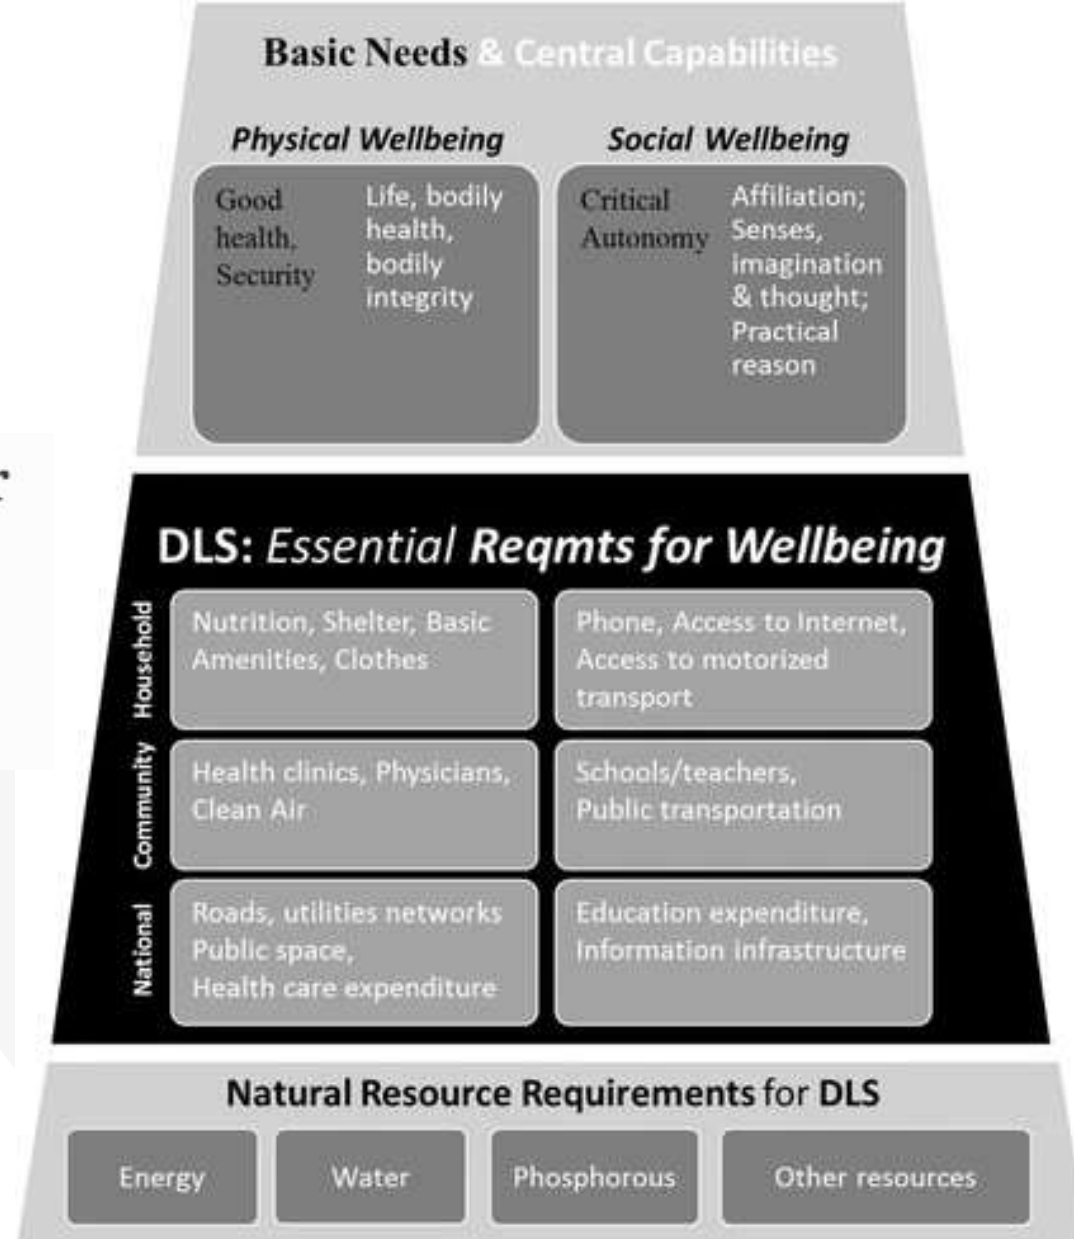 Basic Needs & Central Capabilities
Physical Wellbeing
Good
health,
Security
Life, bodily
health,
bodily
integrity
Social Wellbeing
Critical
Autonomy
Affiliation;
Senses,
imagination
& thought;
Practical
reason
r
DLS: Essential Reqmts for Wellbeing
Household
Nutrition, Shelter, Basic
Amenities, Clothes
Phone, Access to Internet,
Access to motorized
transport
Community
Health clinics, Physicians,
Clean Air
Schools/teachers,
Public transportation
National
Roads, utilities networks
Public space,
Health care expenditure
Education expenditure,
Information infrastructure
Natural Resource Requirements for DLS
Energy
Water
Phosphorous
Other resources